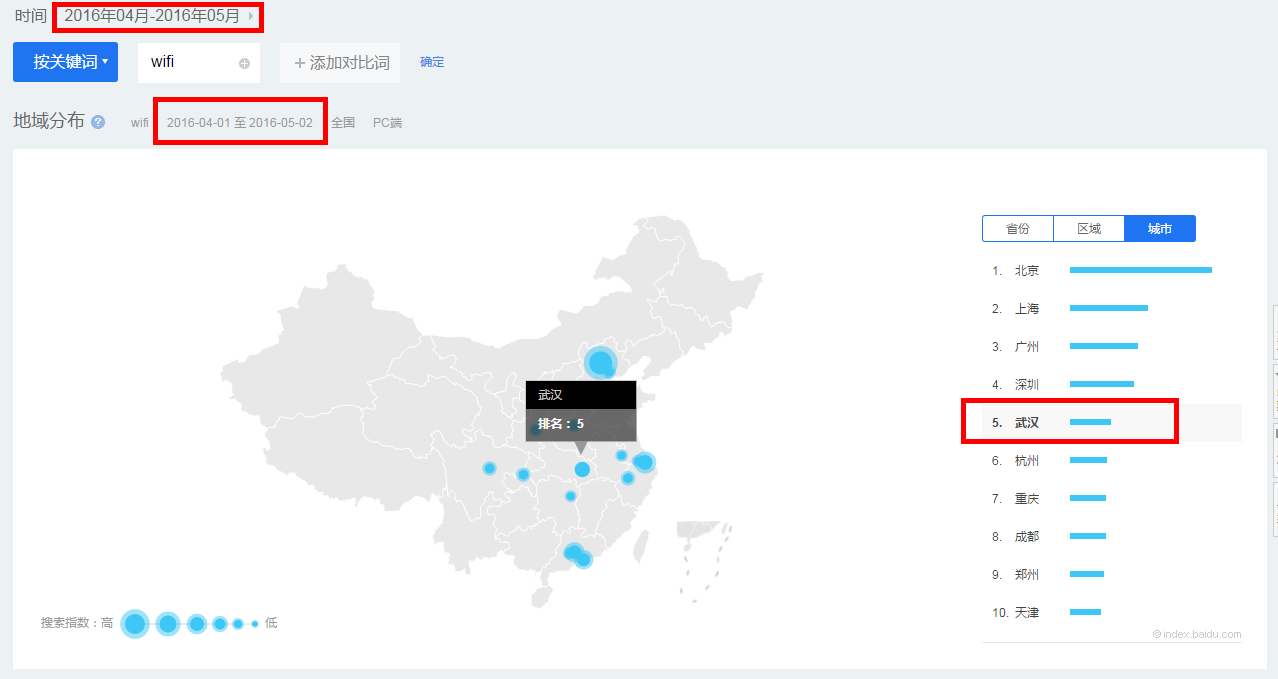 时间 2016年04月-2016年05月
按关键词 wifi + 添加对比词 确定
地域分布 ? wifi 2016-04-01 至 2016-05-02 全国 PC端
省份 区域 城市
1. 北京
2. 上海
3. 广州
4. 深圳
武汉
排名： 5
5. 武汉
6. 杭州
7. 重庆
8. 成都
9. 郑州
10. 天津
搜索指数：高 低
© index.baidu.com